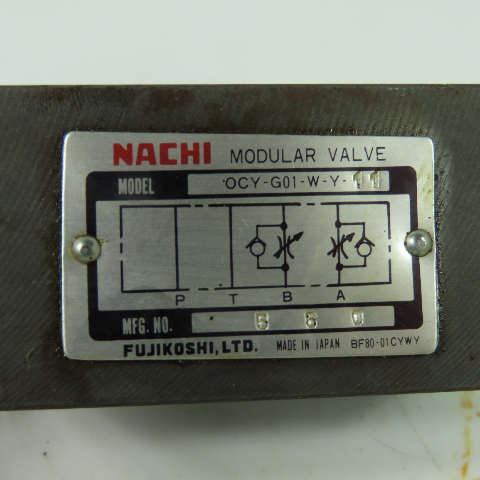 NACHI MODULAR VALVE
MODEL OCY-G01-W-Y-11
P T B A
MFG. NO.
FUJIKOSHI, LTD. MADE IN JAPAN BF80-01CYWY